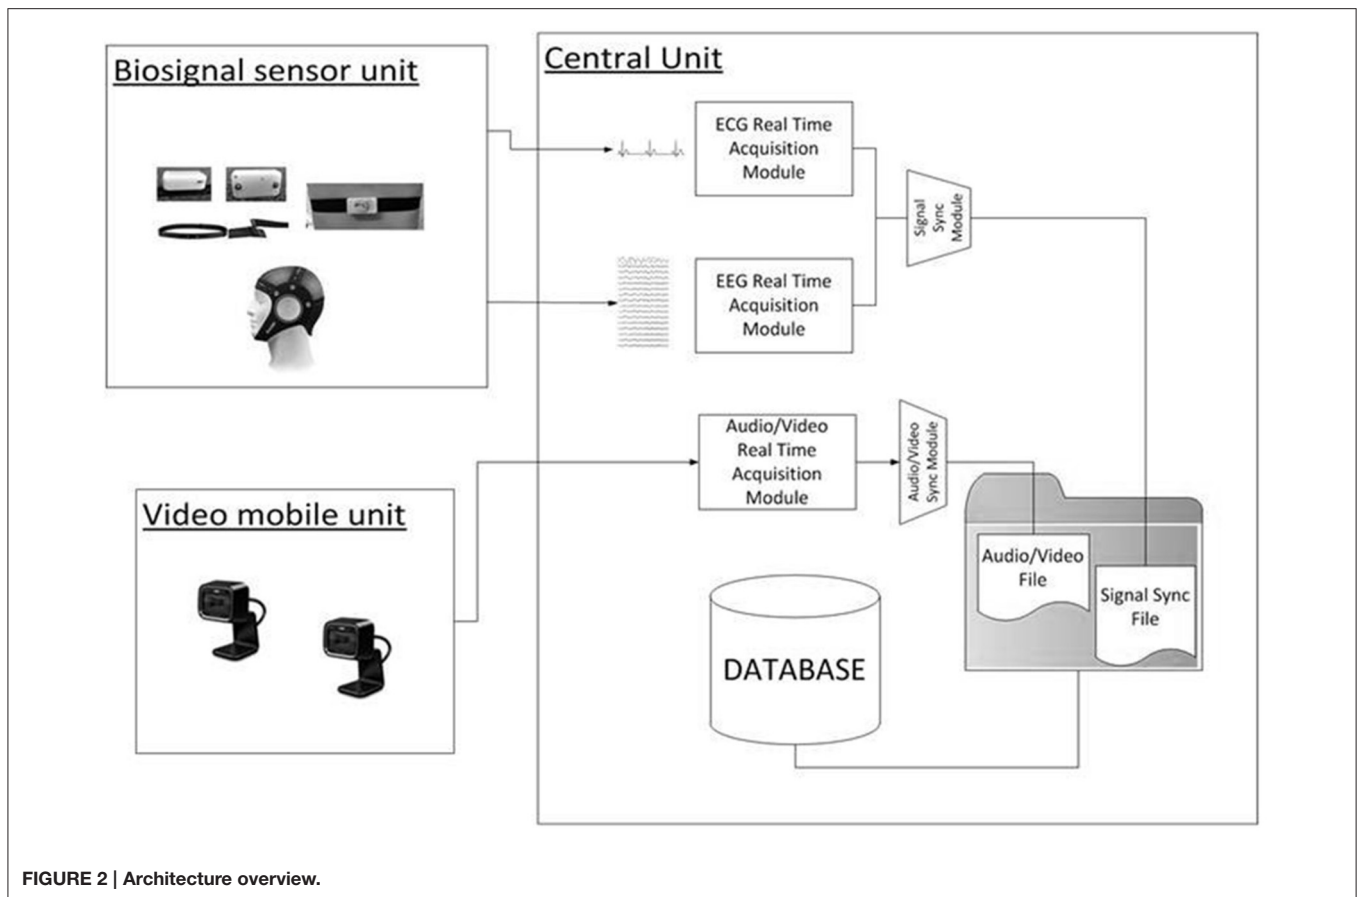 Biosignal sensor unit
Central Unit
ECG Real Time
Acquisition
Module
Signal
Sync
Module
EEG Real Time
Acquisition
Module
Audio/Video
Real Time
Acquisition
Module
Audio/Video
Sync Module
Video mobile unit
Audio/Video
File
Signal Sync
File
DATABASE
FIGURE 2 | Architecture overview.